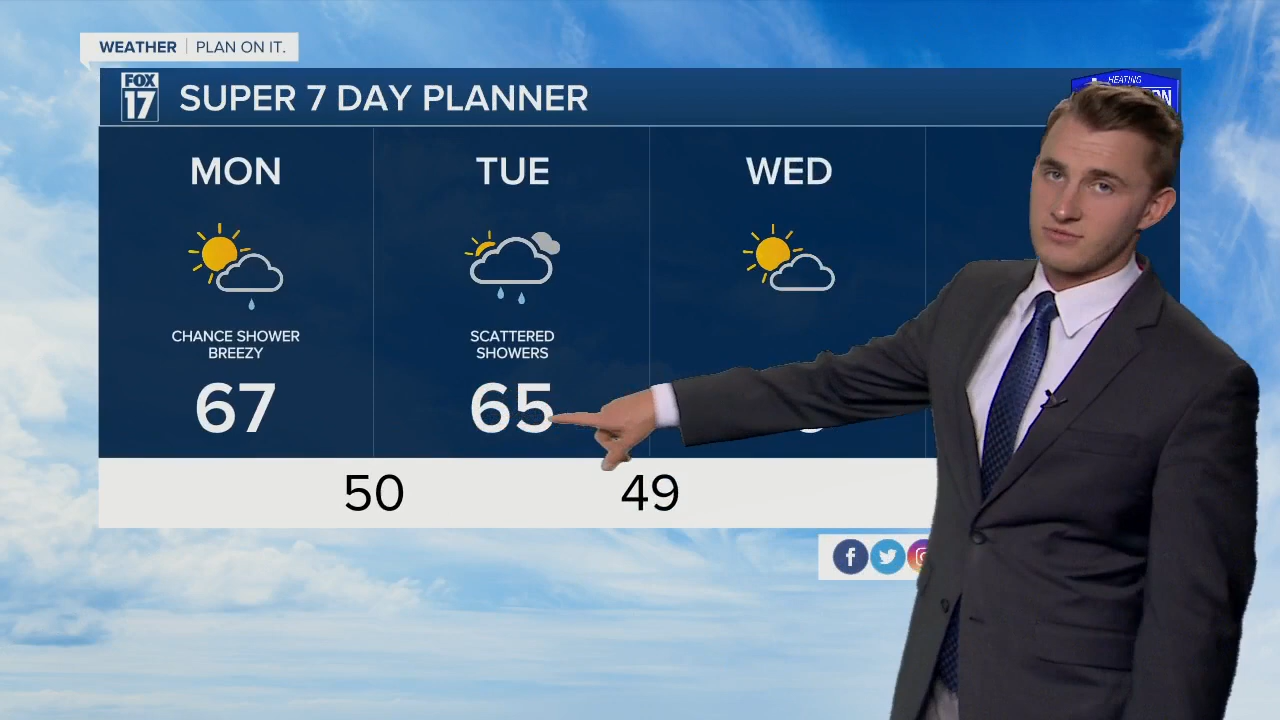 WEATHER | PLAN ON IT.
FOX
17
SUPER 7 DAY PLANNER
HEATING
MON
TUE
WED
CHANCE SHOWER
BREEZY
SCATTERED
SHOWERS
67
65
50
49